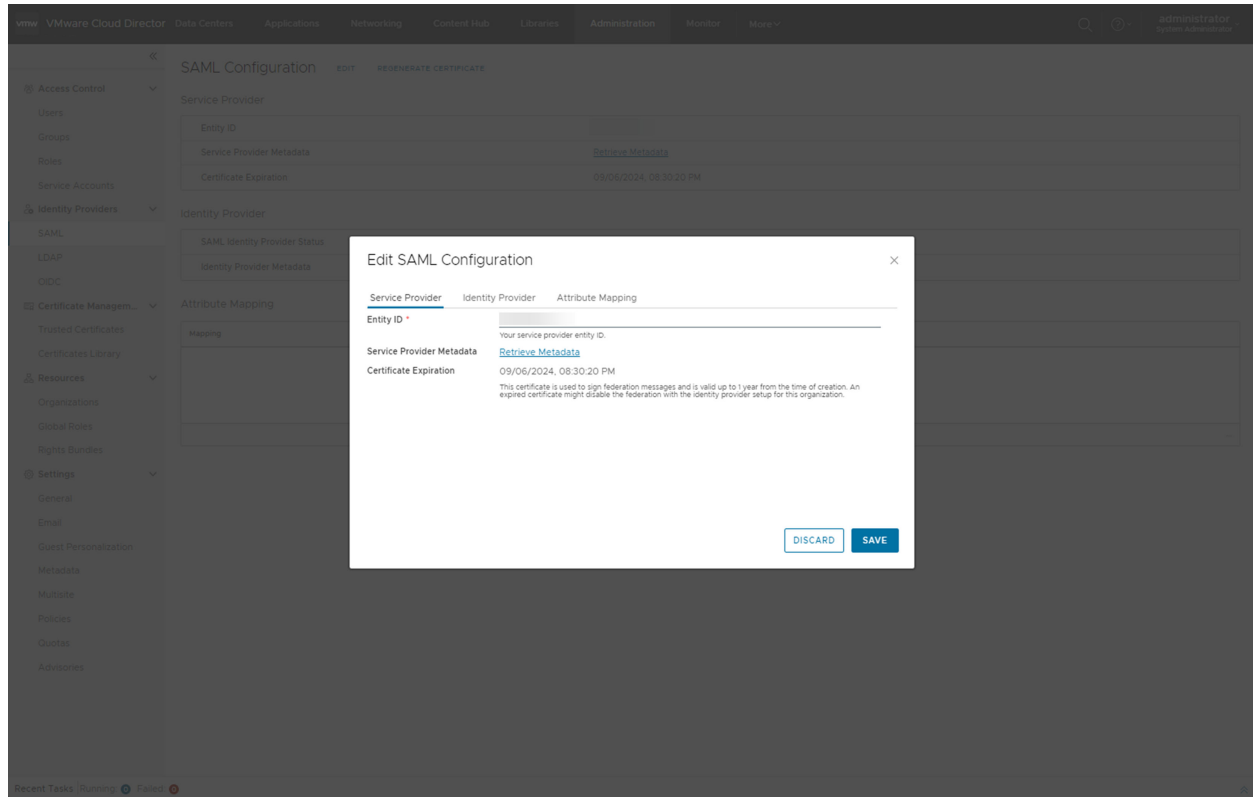 vmw VMware Cloud Director Data Centers Applications Networking Content Hub Libraries Administration Monitor More administrator
System Administrator
SAML Configuration EDIT REGENERATE CERTIFICATE
Access Control
Users
Groups
Roles
Service Accounts
Identity Providers
SAML
LDAP
OIDC
Certificate Managem...
Trusted Certificates
Certificates Library
Resources
Organizations
Global Roles
Rights Bundles
Settings
General
Email
Guest Personalization
Metadata
Multisite
Policies
Quotas
Advisories
Service Provider
Entity ID
Service Provider Metadata Retrieve Metadata
Certificate Expiration 09/06/2024, 08:30:20 PM
Identity Provider
SAML Identity Provider Status
Identity Provider Metadata
Attribute Mapping
Mapping
Edit SAML Configuration
Service Provider Identity Provider Attribute Mapping
Entity ID *
Your service provider entity ID.
Service Provider Metadata Retrieve Metadata
Certificate Expiration 09/06/2024, 08:30:20 PM
This certificate is used to sign federation messages and is valid up to 1 year from the time of creation. An
expired certificate might disable the federation with the identity provider setup for this organization.
DISCARD SAVE
Recent Tasks Running: 0 Failed: 0